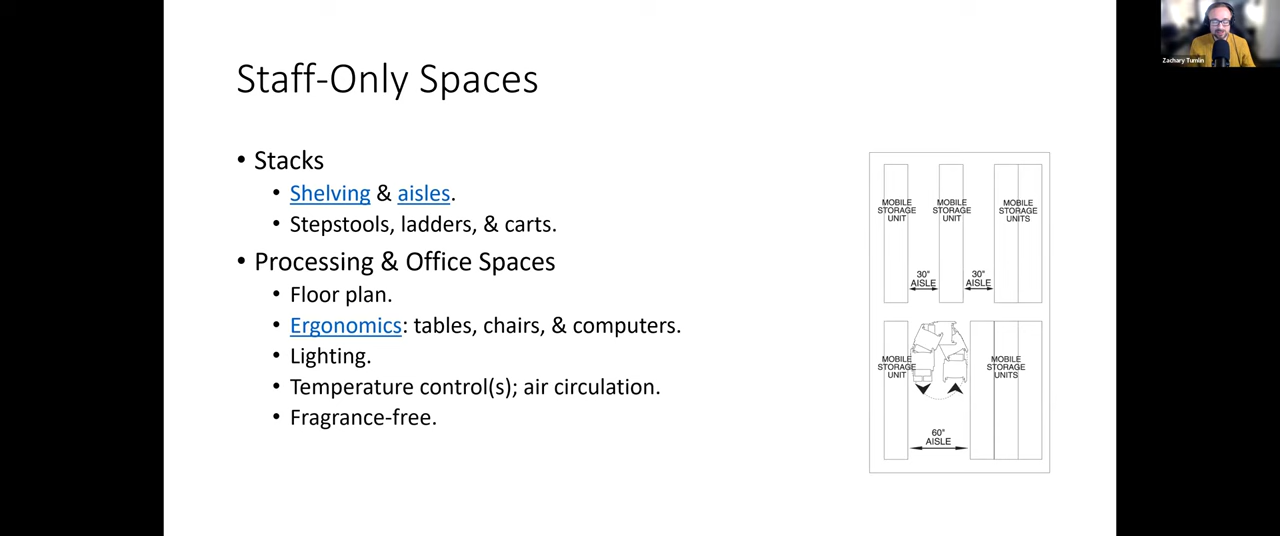 Staff-Only Spaces
• Stacks
• Shelving & aisles.
• Stepstools, ladders, & carts.
• Processing & Office Spaces
• Floor plan.
• Ergonomics: tables, chairs, & computers.
• Lighting.
• Temperature control(s); air circulation.
• Fragrance-free.
MOBILE STORAGE UNIT
MOBILE STORAGE UNIT
MOBILE STORAGE UNITS
30" AISLE
30" AISLE
MOBILE STORAGE UNIT
MOBILE STORAGE UNITS
60" AISLE
Zachary Tumlin